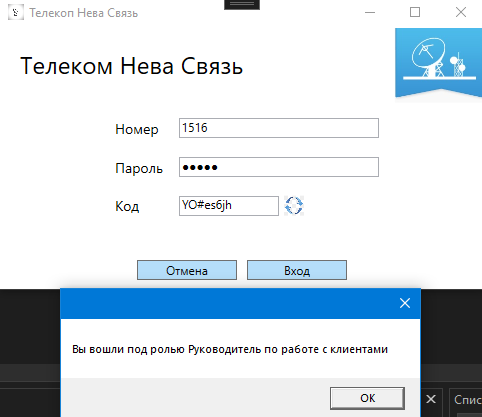 Телекоп Нева Связь
Телеком Нева Связь
Номер
1516
Пароль
●●●●●
Код
YO#es6jh
Отмена
Вход
Вы вошли под ролью Руководитель по работе с клиентами
OK
Спис